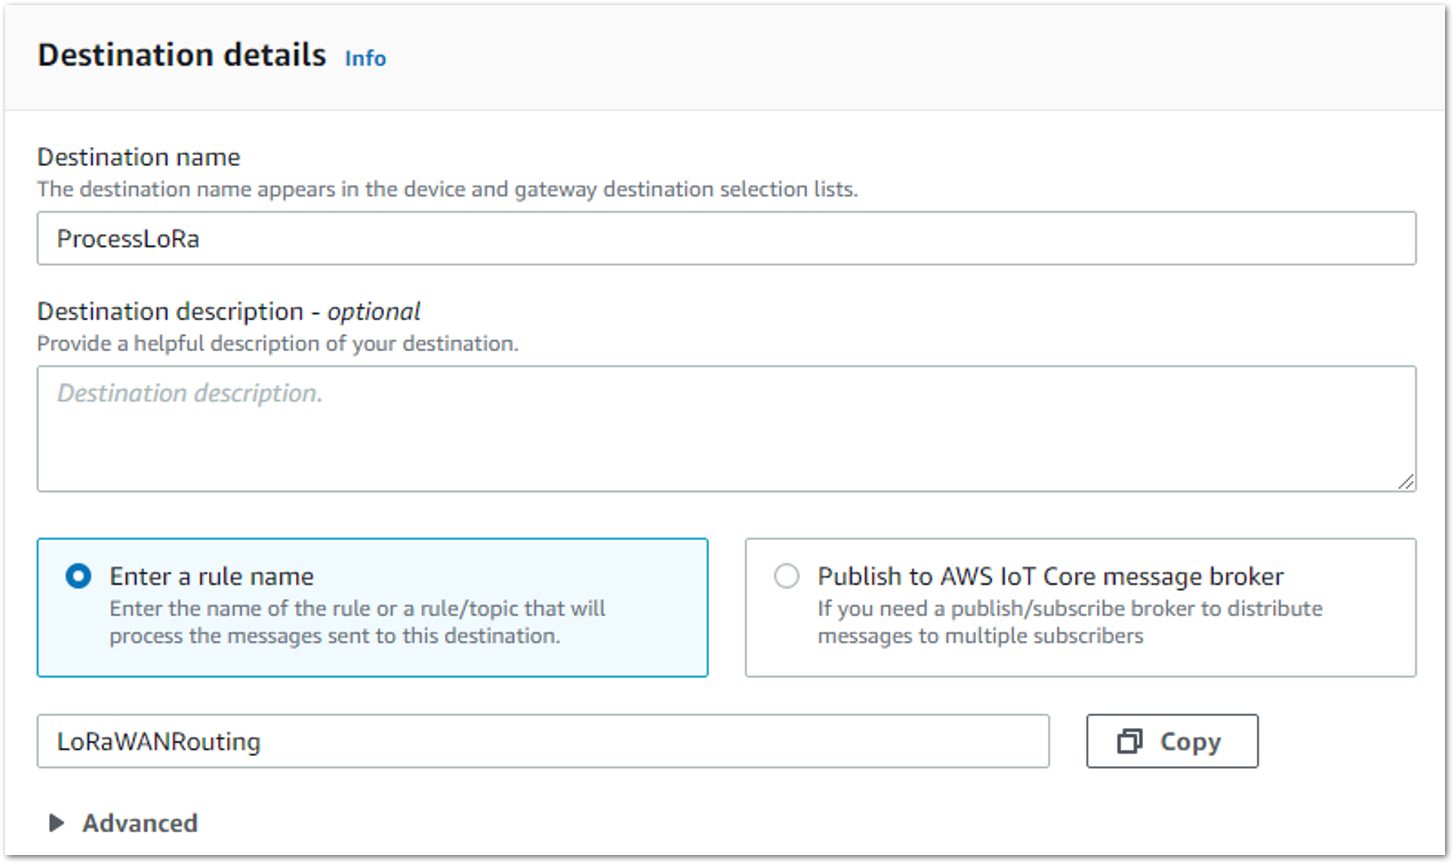 Destination details Info
Destination name
The destination name appears in the device and gateway destination selection lists.
ProcessLoRa
Destination description - optional
Provide a helpful description of your destination.
Destination description.
Enter a rule name
Enter the name of the rule or a rule/topic that will
process the messages sent to this destination.
Publish to AWS IoT Core message broker
If you need a publish/subscribe broker to distribute
messages to multiple subscribers
LoRaWANRouting
Copy
Advanced